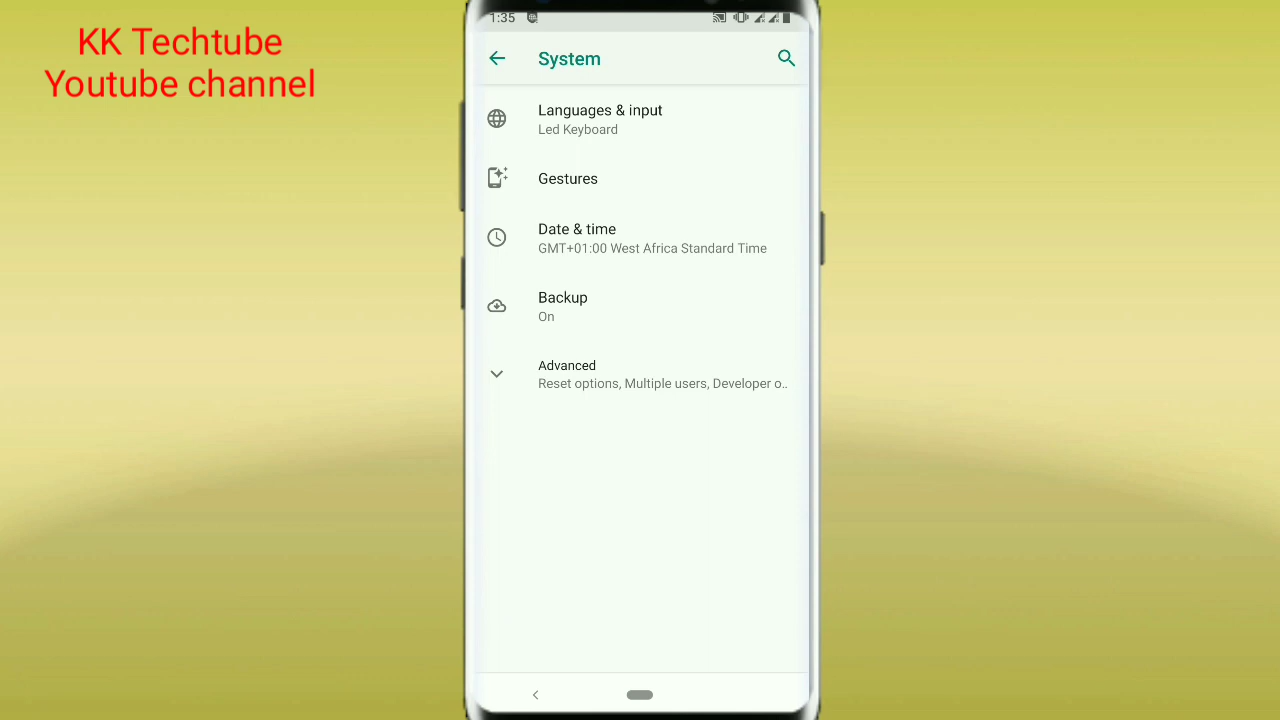 KK Techtube
Youtube channel
1:35
System
Languages & input
Led Keyboard
Gestures
Date & time
GMT+01:00 West Africa Standard Time
Backup
On
Advanced
Reset options, Multiple users, Developer o..